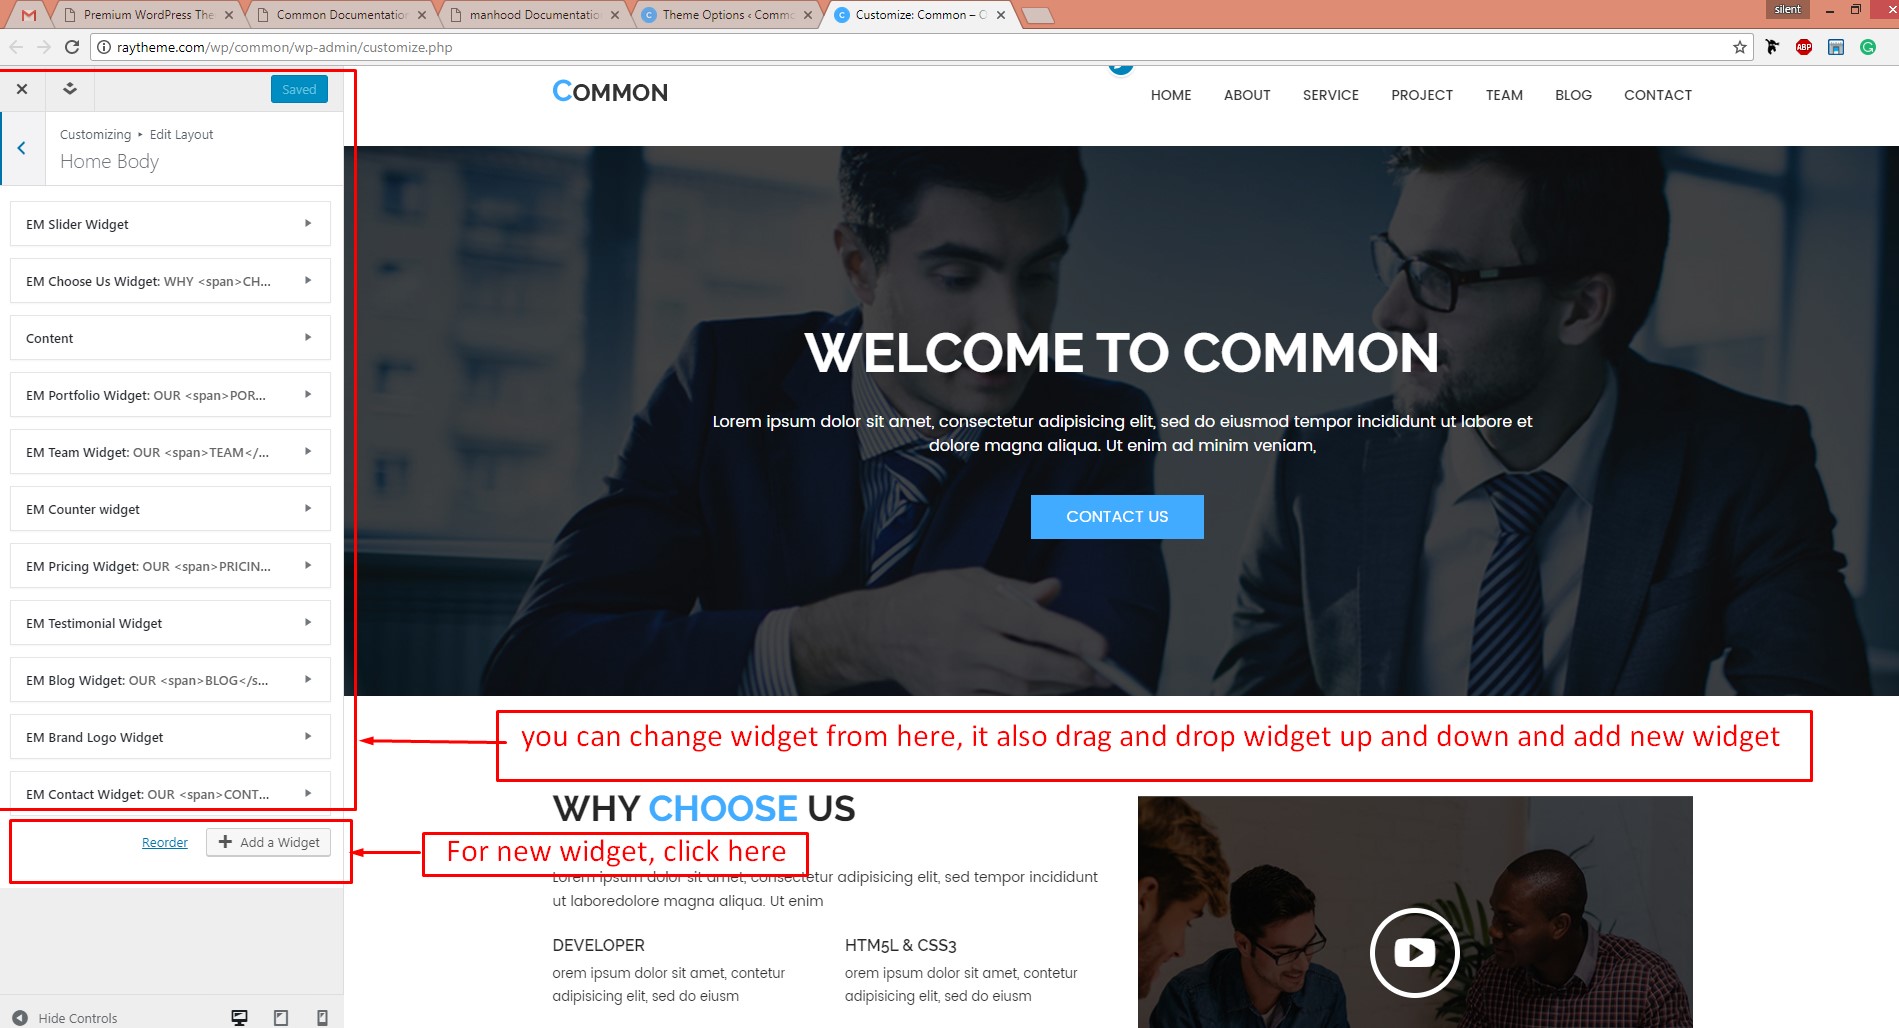 Premium WordPress The
Common Documentation
manhood Documentation
Theme Options ‹ Commo
Customize: Common – O
silent
raytheme.com/wp/common/wp-admin/customize.php
ABP
Saved
Customizing ▸ Edit Layout
Home Body
EM Slider Widget
EM Choose Us Widget: WHY <span>CH...
Content
EM Portfolio Widget: OUR <span>POR...
EM Team Widget: OUR <span>TEAM</...
EM Counter widget
EM Pricing Widget: OUR <span>PRICIN...
EM Testimonial Widget
EM Blog Widget: OUR <span>BLOG</s...
EM Brand Logo Widget
EM Contact Widget: OUR <span>CONT...
Reorder
Add a Widget
Hide Controls
COMMON
HOME ABOUT SERVICE PROJECT TEAM BLOG CONTACT
WELCOME TO COMMON
Lorem ipsum dolor sit amet, consectetur adipisicing elit, sed do eiusmod tempor incididunt ut labore et
dolore magna aliqua. Ut enim ad minim veniam,
CONTACT US
you can change widget from here, it also drag and drop widget up and down and add new widget
WHY CHOOSE US
For new widget, click here
Lorem ipsum dolor sit amet, consectetur adipisicing elit, sed tempor incididunt
ut laboredolore magna aliqua. Ut enim
DEVELOPER
orem ipsum dolor sit amet, contetur
adipisicing elit, sed do eiusm
HTM5L & CSS3
orem ipsum dolor sit amet, contetur
adipisicing elit, sed do eiusm